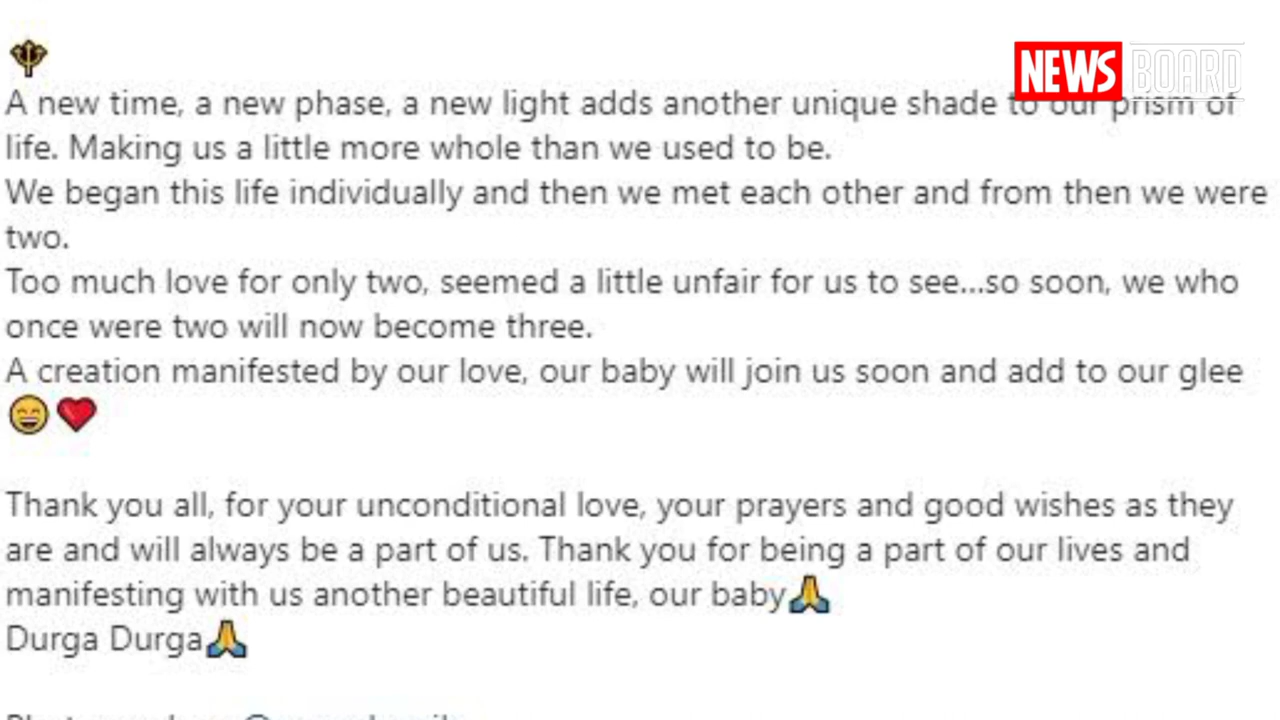 🔱
NEWS BOARD
A new time, a new phase, a new light adds another unique shade to our prism of
life. Making us a little more whole than we used to be.
We began this life individually and then we met each other and from then we were
two.
Too much love for only two, seemed a little unfair for us to see...so soon, we who
once were two will now become three.
A creation manifested by our love, our baby will join us soon and add to our glee
😄❤️
Thank you all, for your unconditional love, your prayers and good wishes as they
are and will always be a part of us. Thank you for being a part of our lives and
manifesting with us another beautiful life, our baby🙏
Durga Durga🙏